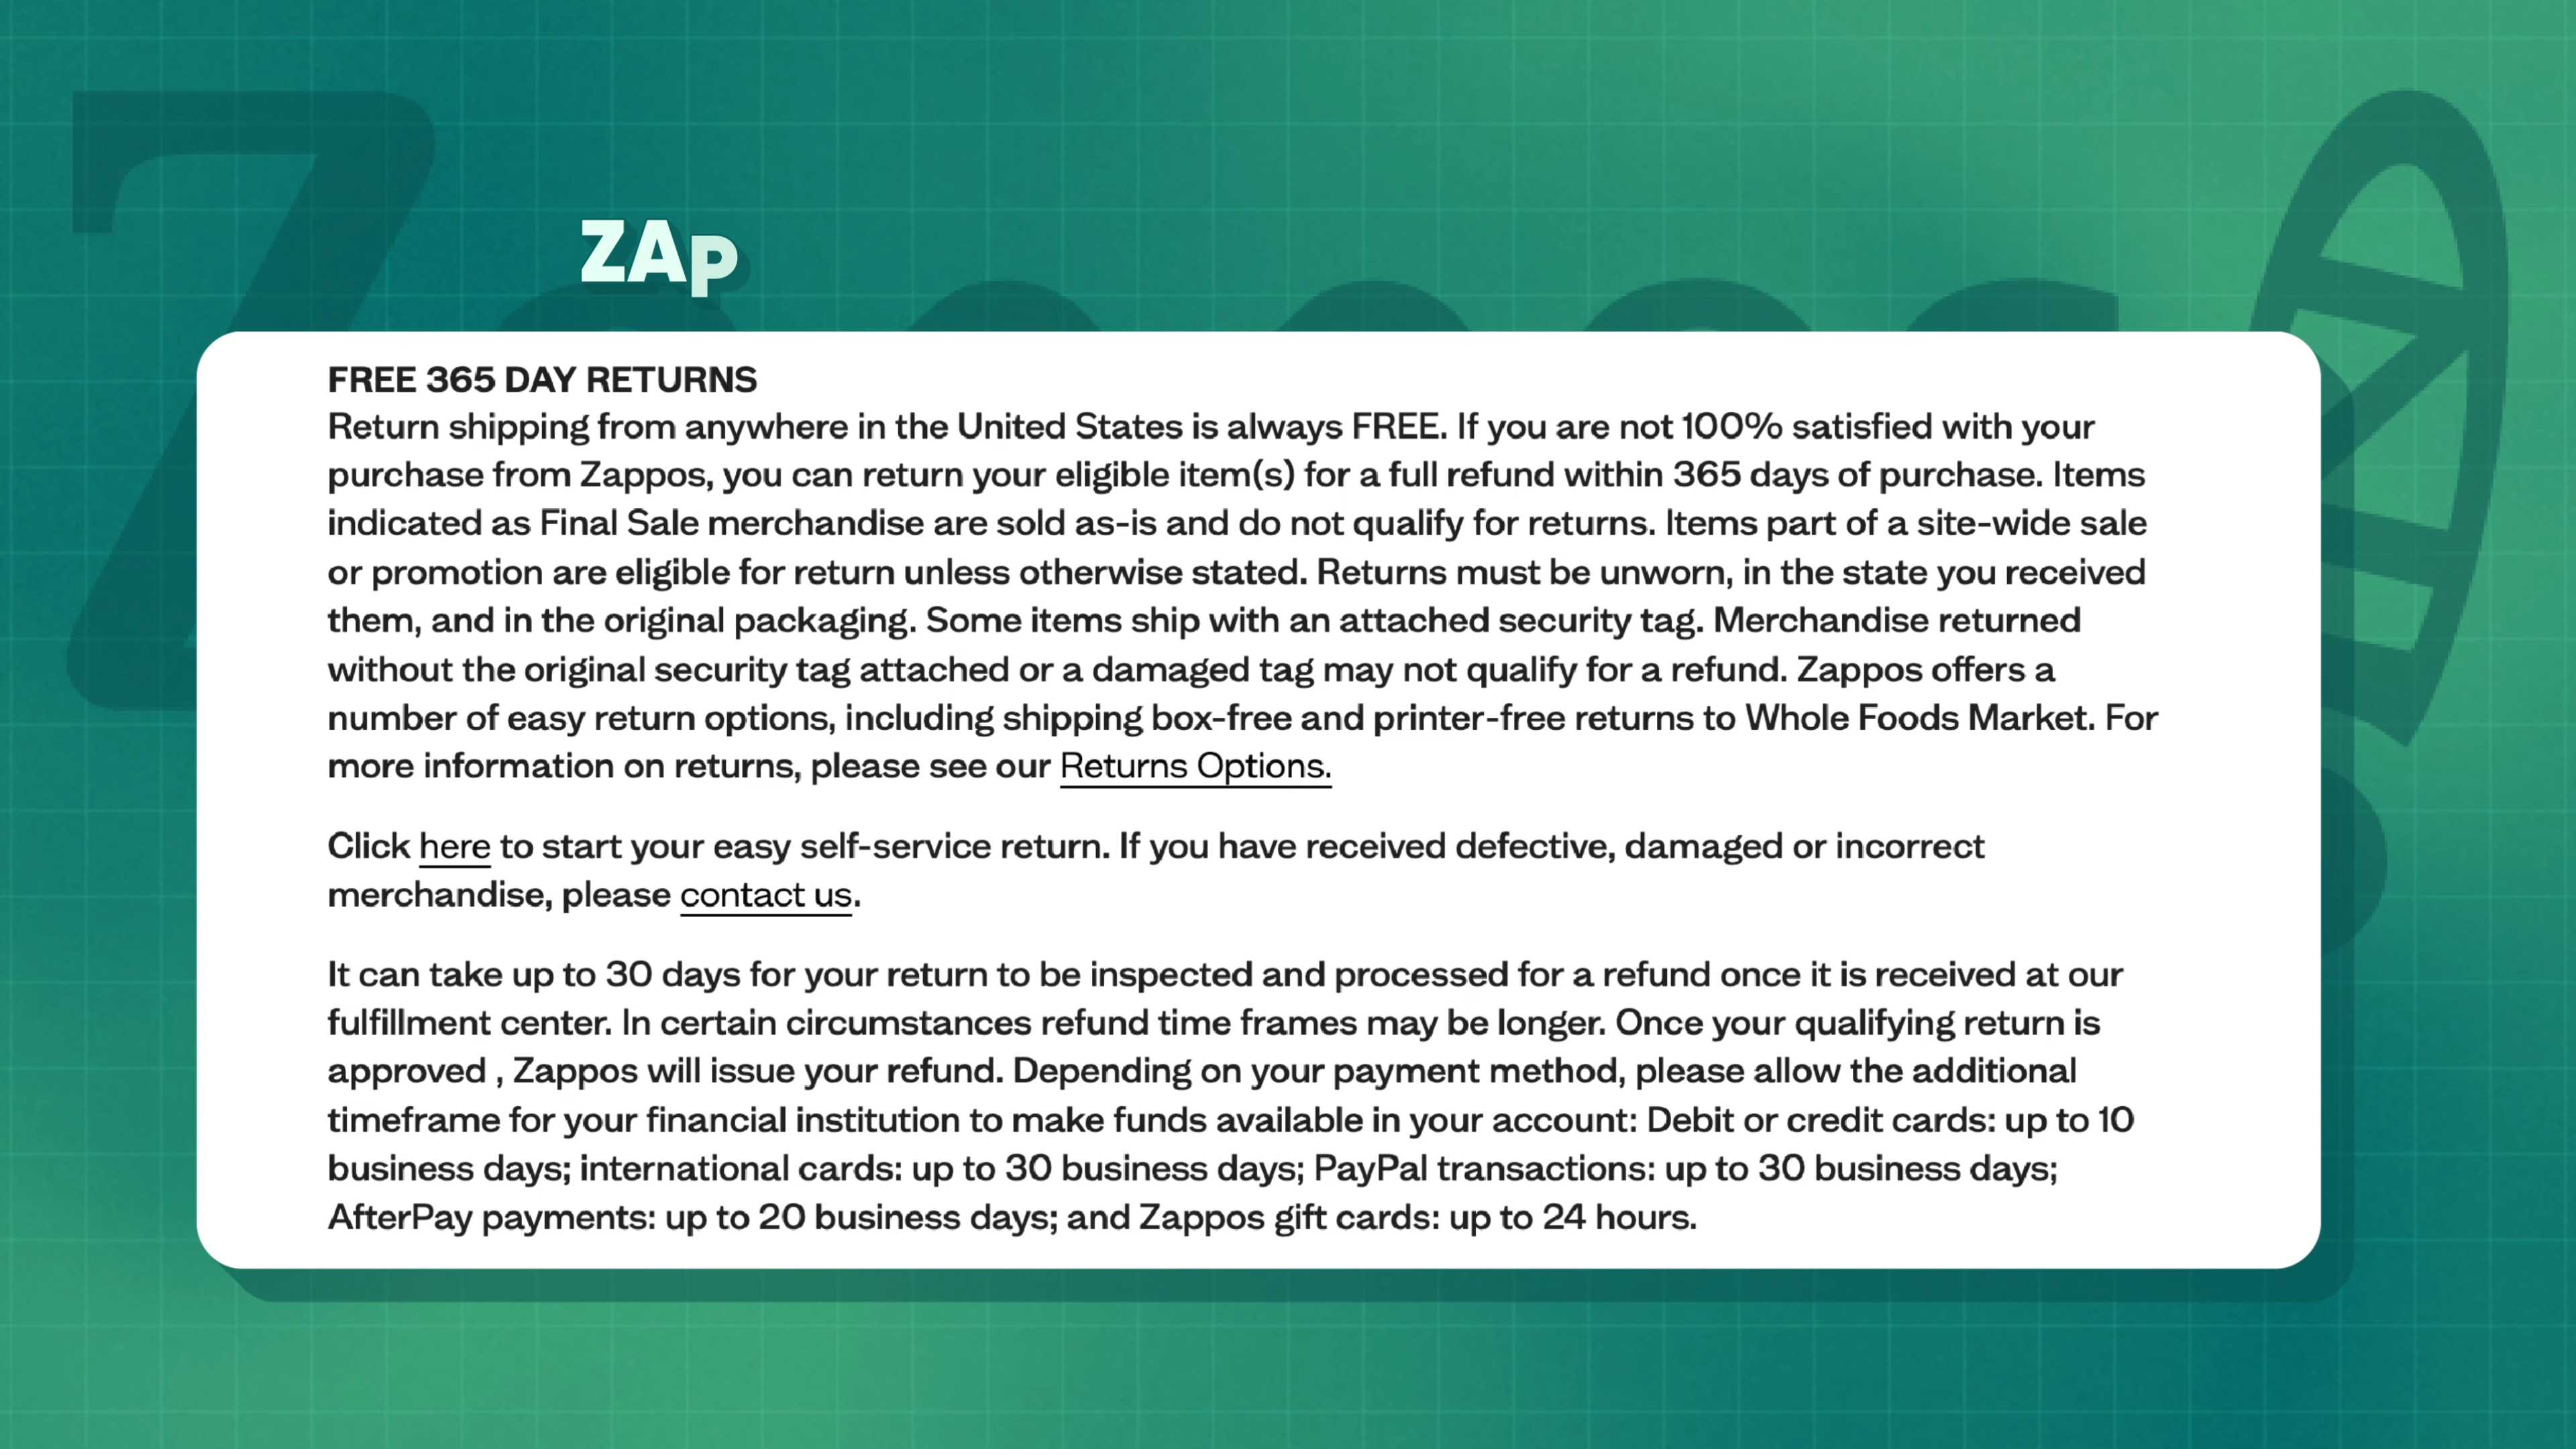 ZAP
FREE 365 DAY RETURNS
Return shipping from anywhere in the United States is always FREE. If you are not 100% satisfied with your
purchase from Zappos, you can return your eligible item(s) for a full refund within 365 days of purchase. Items
indicated as Final Sale merchandise are sold as-is and do not qualify for returns. Items part of a site-wide sale
or promotion are eligible for return unless otherwise stated. Returns must be unworn, in the state you received
them, and in the original packaging. Some items ship with an attached security tag. Merchandise returned
without the original security tag attached or a damaged tag may not qualify for a refund. Zappos offers a
number of easy return options, including shipping box-free and printer-free returns to Whole Foods Market. For
more information on returns, please see our Returns Options.
Click here to start your easy self-service return. If you have received defective, damaged or incorrect
merchandise, please contact us.
It can take up to 30 days for your return to be inspected and processed for a refund once it is received at our
fulfillment center. In certain circumstances refund time frames may be longer. Once your qualifying return is
approved , Zappos will issue your refund. Depending on your payment method, please allow the additional
timeframe for your financial institution to make funds available in your account: Debit or credit cards: up to 10
business days; international cards: up to 30 business days; PayPal transactions: up to 30 business days;
AfterPay payments: up to 20 business days; and Zappos gift cards: up to 24 hours.